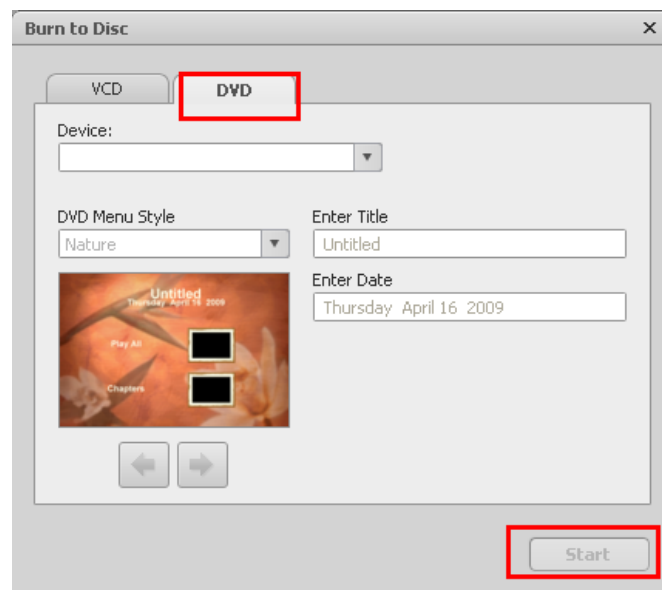 Burn to Disc
VCD
DVD
Device:
DVD Menu Style
Enter Title
Nature
Untitled
Enter Date
Thursday April 16 2009
Untitled
Thursday April 16 2009
Play All
Chapters
Start